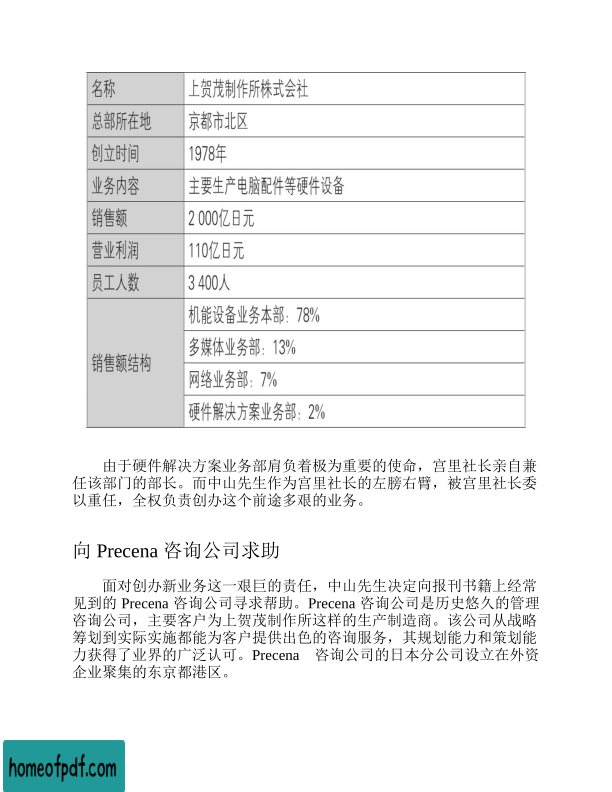 名称 上贺茂制作所株式会社
总部所在地 京都市北区
创立时间 1978年
业务内容 主要生产电脑配件等硬件设备
销售额 2 000亿日元
营业利润 110亿日元
员工人数 3 400人
销售额结构 机能设备业务本部：78%
多媒体业务部：13%
网络业务部：7%
硬件解决方案业务部：2%
由于硬件解决方案业务部肩负着极为重要的使命，宫里社长亲自兼
任该部门的部长。而中山先生作为宫里社长的左膀右臂，被宫里社长委
以重任，全权负责创办这个前途多艰的业务。
向 Precena 咨询公司求助
面对创办新业务这一艰巨的责任，中山先生决定向报刊书籍上经常
见到的 Precena 咨询公司寻求帮助。Precena 咨询公司是历史悠久的管理
咨询公司，主要客户为上贺茂制作所这样的生产制造商。该公司从战略
筹划到实际实施都能为客户提供出色的咨询服务，其规划能力和策划能
力获得了业界的广泛认可。Precena 咨询公司的日本分公司设立在外资
企业聚集的东京都港区。
homeofpdf.com